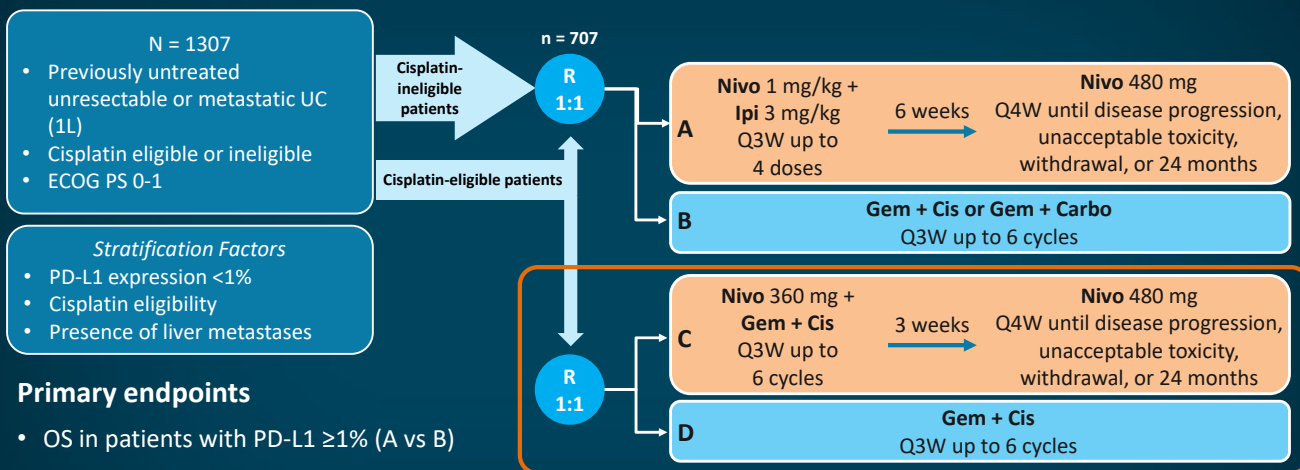 N = 1307
• Previously untreated
unresectable or metastatic UC
(1L)
• Cisplatin eligible or ineligible
• ECOG PS 0-1
Stratification Factors
• PD-L1 expression <1%
• Cisplatin eligibility
• Presence of liver metastases
Primary endpoints
• OS in patients with PD-L1 ≥1% (A vs B)
Cisplatin-
ineligible
patients
Cisplatin-eligible patients
n = 707
R
1:1
A
Nivo 1 mg/kg +
Ipi 3 mg/kg
Q3W up to
4 doses
6 weeks
Nivo 480 mg
Q4W until disease progression,
unacceptable toxicity,
withdrawal, or 24 months
B
Gem + Cis or Gem + Carbo
Q3W up to 6 cycles
R
1:1
C
Nivo 360 mg +
Gem + Cis
Q3W up to
6 cycles
3 weeks
Nivo 480 mg
Q4W until disease progression,
unacceptable toxicity,
withdrawal, or 24 months
D
Gem + Cis
Q3W up to 6 cycles